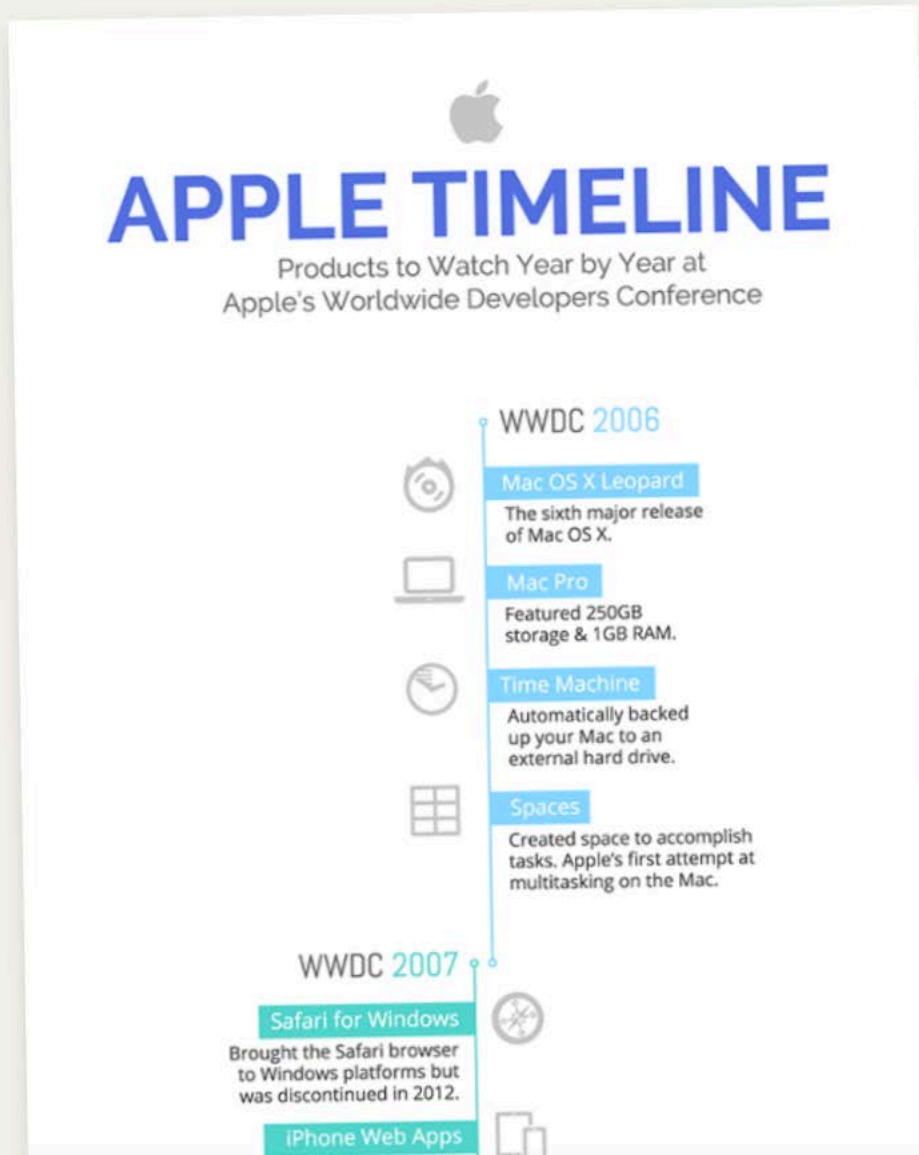 APPLE TIMELINE
Products to Watch Year by Year at
Apple's Worldwide Developers Conference
WWDC 2006
Mac OS X Leopard
The sixth major release
of Mac OS X.
Mac Pro
Featured 250GB
storage & 1GB RAM.
Time Machine
Automatically backed
up your Mac to an
external hard drive.
Spaces
Created space to accomplish
tasks. Apple's first attempt at
multitasking on the Mac.
WWDC 2007
Safari for Windows
Brought the Safari browser
to Windows platforms but
was discontinued in 2012.
iPhone Web Apps